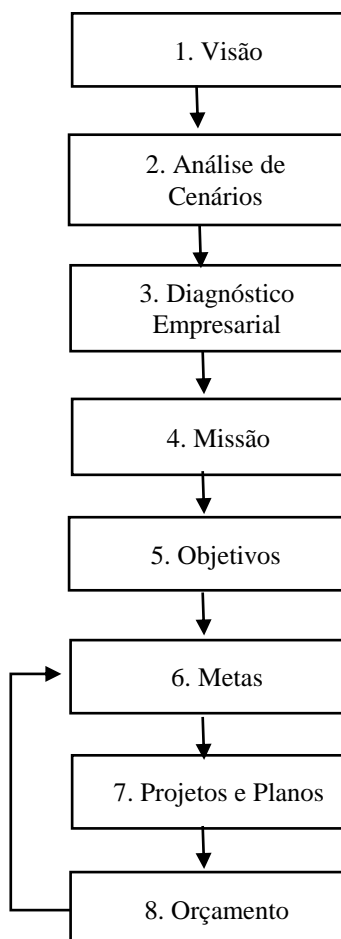 1. Visão
2. Análise de
Cenários
3. Diagnóstico
Empresarial
4. Missão
5. Objetivos
6. Metas
7. Projetos e Planos
8. Orçamento